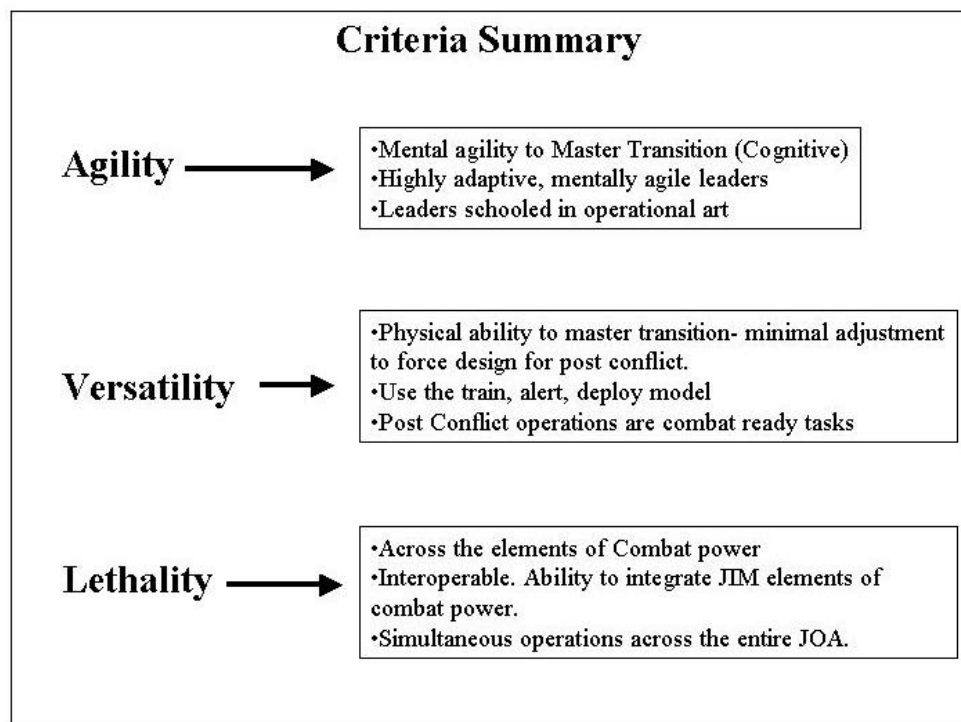 Criteria Summary
Agility
•Mental agility to Master Transition (Cognitive)
•Highly adaptive, mentally agile leaders
•Leaders schooled in operational art
Versatility
•Physical ability to master transition- minimal adjustment
to force design for post conflict.
•Use the train, alert, deploy model
•Post Conflict operations are combat ready tasks
Lethality
•Across the elements of Combat power
•Interoperable. Ability to integrate JIM elements of
combat power.
•Simultaneous operations across the entire JOA.